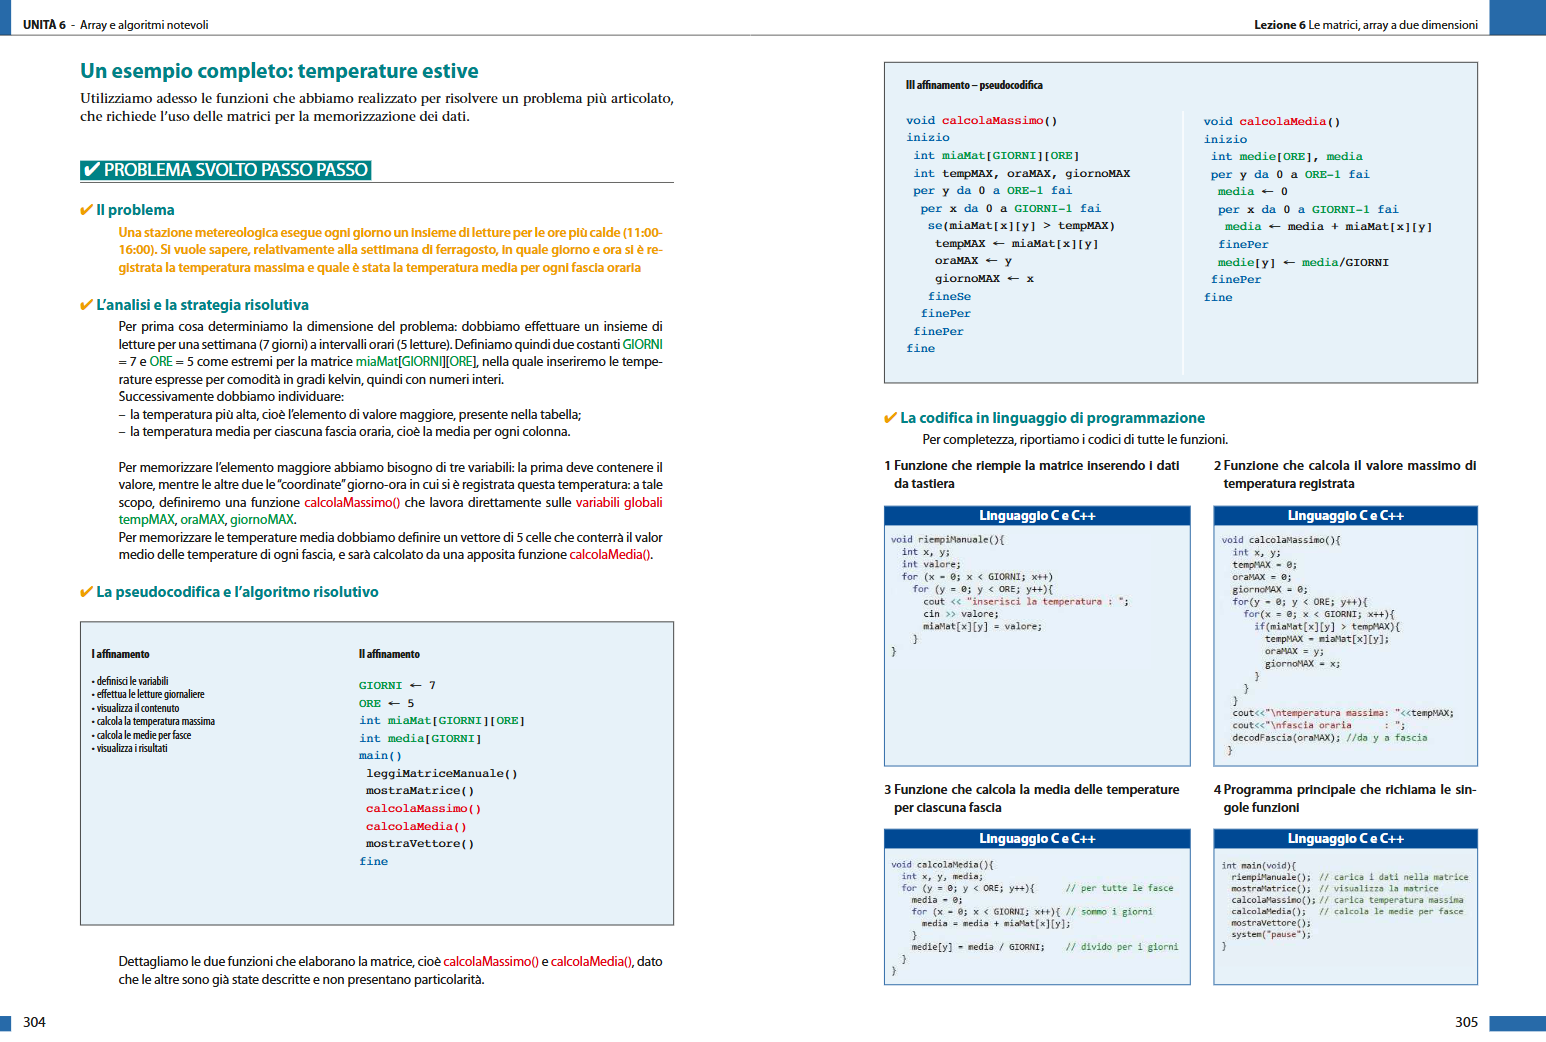 UNITÀ 6 - Array e algoritmi notevoli
Un esempio completo: temperature estive
Utilizziamo adesso le funzioni che abbiamo realizzato per risolvere un problema più articolato,
che richiede l'uso delle matrici per la memorizzazione dei dati.
✔ PROBLEMA SVOLTO PASSO PASSO
✔ Il problema
Una stazione metereologica esegue ogni giorno un insieme di letture per le ore più calde (11:00-
16:00). Si vuole sapere, relativamente alla settimana di ferragosto, in quale giorno e ora si è re-
gistrata la temperatura massima e quale è stata la temperatura media per ogni fascia oraria
✔ L'analisi e la strategia risolutiva
Per prima cosa determiniamo la dimensione del problema: dobbiamo effettuare un insieme di
letture per una settimana (7 giorni) a intervalli orari (5 letture). Definiamo quindi due costanti GIORNI
= 7 e ORE = 5 come estremi per la matrice miaMat[GIORNI][ORE], nella quale inseriremo le tempe-
rature espresse per comodità in gradi kelvin, quindi con numeri interi.
Successivamente dobbiamo individuare:
– la temperatura più alta, cioè l'elemento di valore maggiore, presente nella tabella;
– la temperatura media per ciascuna fascia oraria, cioè la media per ogni colonna.
Per memorizzare l'elemento maggiore abbiamo bisogno di tre variabili: la prima deve contenere il
valore, mentre le altre due le "coordinate" giorno-ora in cui si è registrata questa temperatura: a tale
scopo, definiremo una funzione calcolaMassimo() che lavora direttamente sulle variabili globali
tempMAX, oraMAX, giornoMAX.
Per memorizzare le temperature media dobbiamo definire un vettore di 5 celle che conterrà il valor
medio delle temperature di ogni fascia, e sarà calcolato da una apposita funzione calcolaMedia().
✔ La pseudocodifica e l'algoritmo risolutivo
I affinamento
• definisci le variabili
• effettua le letture giornaliere
• visualizza il contenuto
• calcola la temperatura massima
• calcola le medie per fasce
• visualizza i risultati
II affinamento
GIORNI ← 7
ORE ← 5
int miaMat[GIORNI][ORE]
int media[GIORNI]
main()
leggiMatriceManuale()
mostraMatrice()
calcolaMassimo()
calcolaMedia()
mostraVettore()
fine
Dettagliamo le due funzioni che elaborano la matrice, cioè calcolaMassimo() e calcolaMedia(), dato
che le altre sono già state descritte e non presentano particolarità.
304
Lezione 6 Le matrici, array a due dimensioni
III affinamento – pseudocodifica
void calcolaMassimo()
inizio
int miaMat[GIORNI][ORE]
int tempMAX, oraMAX, giornoMAX
per y da 0 a ORE-1 fai
per x da 0 a GIORNI-1 fai
se(miaMat[x][y] > tempMAX)
tempMAX ← miaMat[x][y]
oraMAX ← y
giornoMAX ← x
fineSe
finePer
finePer
fine
void calcolaMedia()
inizio
int medie[ORE], media
per y da 0 a ORE-1 fai
media ← 0
per x da 0 a GIORNI-1 fai
media ← media + miaMat[x][y]
finePer
medie[y] ← media/GIORNI
finePer
fine
✔ La codifica in linguaggio di programmazione
Per completezza, riportiamo i codici di tutte le funzioni.
1 Funzione che riempie la matrice inserendo i dati
da tastiera
Linguaggio C e C++
void riempiManuale(){
int x, y;
int valore;
for (x = 0; x < GIORNI; x++)
for (y = 0; y < ORE; y++){
cout << "inserisci la temperatura : ";
cin >> valore;
miaMat[x][y] = valore;
}
}
2 Funzione che calcola il valore massimo di
temperatura registrata
Linguaggio C e C++
void calcolaMassimo(){
int x, y;
tempMAX = 0;
oraMAX = 0;
giornoMAX = 0;
for(y = 0; y < ORE; y++){
for(x = 0; x < GIORNI; x++){
if(miaMat[x][y] > tempMAX){
tempMAX = miaMat[x][y];
oraMAX = y;
giornoMAX = x;
}
}
}
cout<<"\ntemperatura massima: "<<tempMAX;
cout<<"\nfascia oraria      : ";
decodFascia(oraMAX); //da y a fascia
}
3 Funzione che calcola la media delle temperature
per ciascuna fascia
Linguaggio C e C++
void calcolaMedia(){
int x, y, media;
for (y = 0; y < ORE; y++){ // per tutte le fasce
media = 0;
for (x = 0; x < GIORNI; x++){ // sommo i giorni
media = media + miaMat[x][y];
}
medie[y] = media / GIORNI; // divido per i giorni
}
}
4 Programma principale che richiama le sin-
gole funzioni
Linguaggio C e C++
int main(void){
riempiManuale(); // carica i dati nella matrice
mostraMatrice(); // visualizza la matrice
calcolaMassimo(); // carica temperatura massima
calcolaMedia(); // calcola le medie per fasce
mostraVettore();
system("pause");
}
305